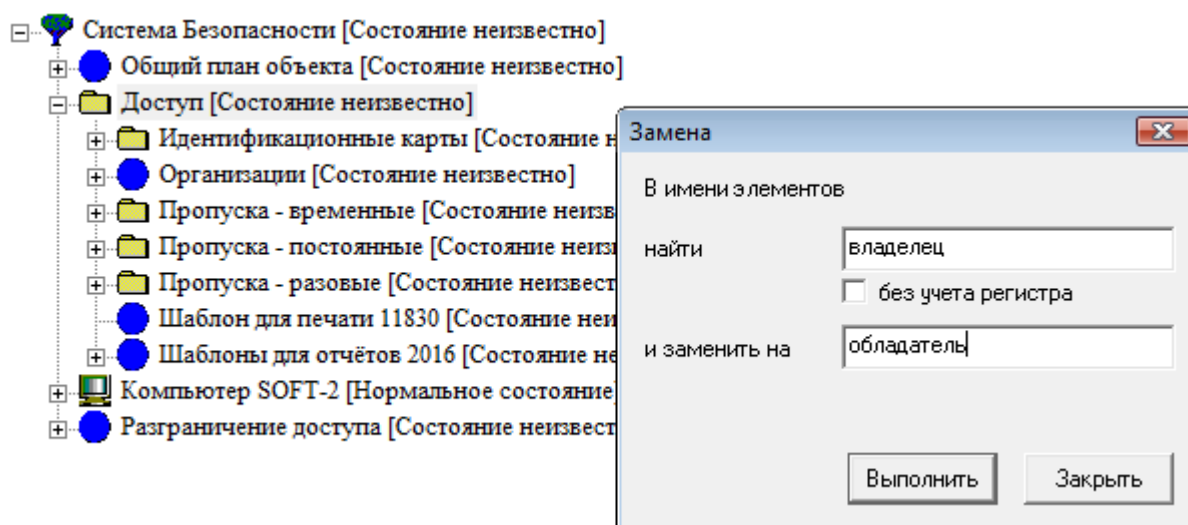 Система Безопасности [Состояние неизвестно]
Общий план объекта [Состояние неизвестно]
Доступ [Состояние неизвестно]
Идентификационные карты [Состояние н
Организации [Состояние неизвестно]
Пропуска - временные [Состояние неизв
Пропуска - постоянные [Состояние неиз
Пропуска - разовые [Состояние неизвест
Шаблон для печати 11830 [Состояние неи
Шаблоны для отчётов 2016 [Состояние не
Компьютер SOFT-2 [Нормальное состояние]
Разграничение доступа [Состояние неизвест
Замена
В имени элементов
найти владелец
без учета регистра
и заменить на обладатель
Выполнить Закрыть